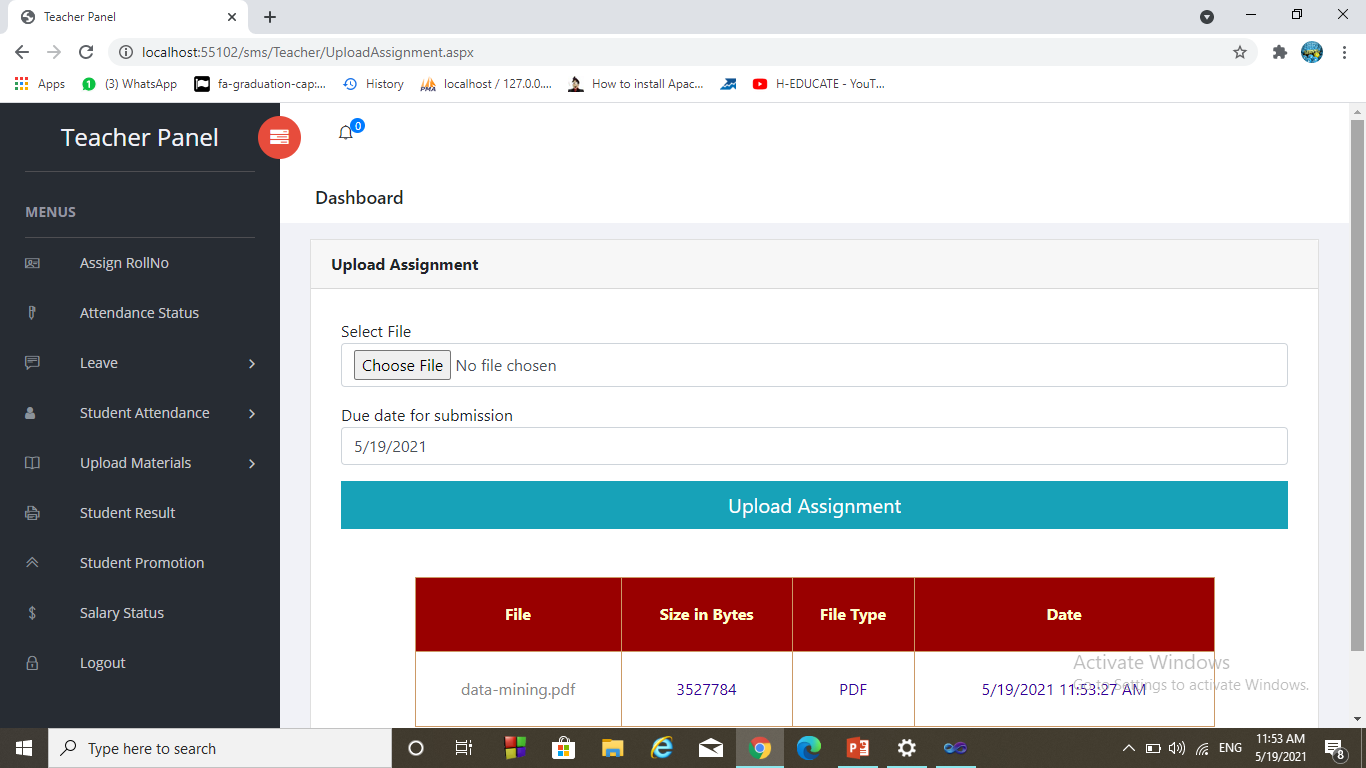 Teacher Panel
localhost:55102/sms/Teacher/UploadAssignment.aspx
Apps
1
(3) WhatsApp
fa-graduation-cap:...
History
PMA
localhost / 127.0.0....
How to install Apac...
H-EDUCATE - YouT...
Teacher Panel
0
Dashboard
MENUS
Assign RollNo
Attendance Status
Leave
Student Attendance
Upload Materials
Student Result
Student Promotion
$
Salary Status
Logout
Upload Assignment
Select File
Choose File No file chosen
Due date for submission
5/19/2021
Upload Assignment
File Size in Bytes File Type Date
data-mining.pdf 3527784 PDF 5/19/2021 11:53:27 AM
Activate Windows
Go to Settings to activate Windows.
Type here to search
ENG
11:53 AM
5/19/2021
8